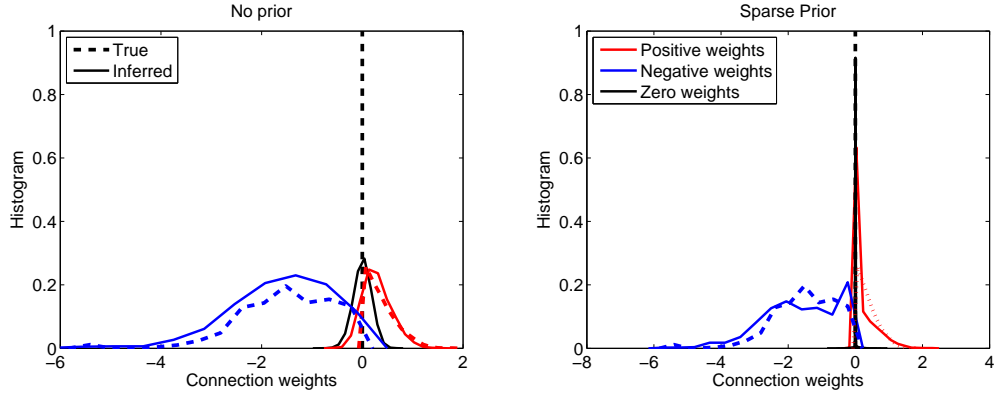 No prior
True
Inferred
Histogram
1
0.8
0.6
0.4
0.2
0
−6
−4
−2
0
2
Connection weights
Sparse Prior
Positive weights
Negative weights
Zero weights
Histogram
1
0.8
0.6
0.4
0.2
0
−8
−6
−4
−2
0
2
4
Connection weights